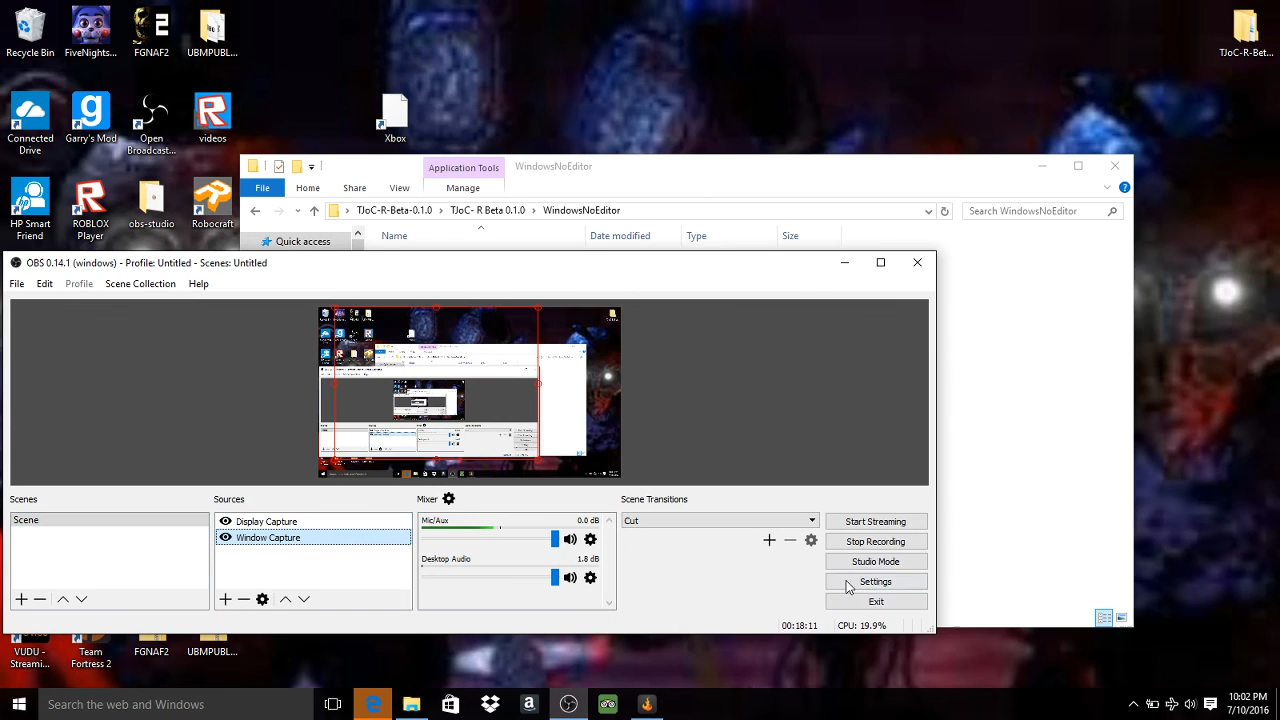 Recycle Bin
FiveNights...
FGNAF2
UBMPUBL...
TJoC-R-Bet...
Connected Drive
Garry's Mod
Open Broadcast...
videos
Xbox
HP Smart Friend
ROBLOX Player
obs-studio
Robocraft
Application Tools
WindowsNoEditor
File
Home
Share
View
Manage
TJoC-R-Beta-0.1.0
TJoC- R Beta 0.1.0
WindowsNoEditor
Search WindowsNoEditor
Quick access
Name
Date modified
Type
Size
OBS 0.14.1 (windows) - Profile: Untitled - Scenes: Untitled
File
Edit
Profile
Scene Collection
Help
Scenes
Sources
Mixer
Scene Transitions
Scene
Display Capture
Window Capture
Mic/Aux
0.0 dB
Desktop Audio
1.8 dB
Cut
Start Streaming
Stop Recording
Studio Mode
Settings
Exit
00:18:11
CPU: 19.9%
VUDU - Streami...
Team Fortress 2
FGNAF2
UBMPUBL...
Search the web and Windows
10:02 PM
7/10/2016